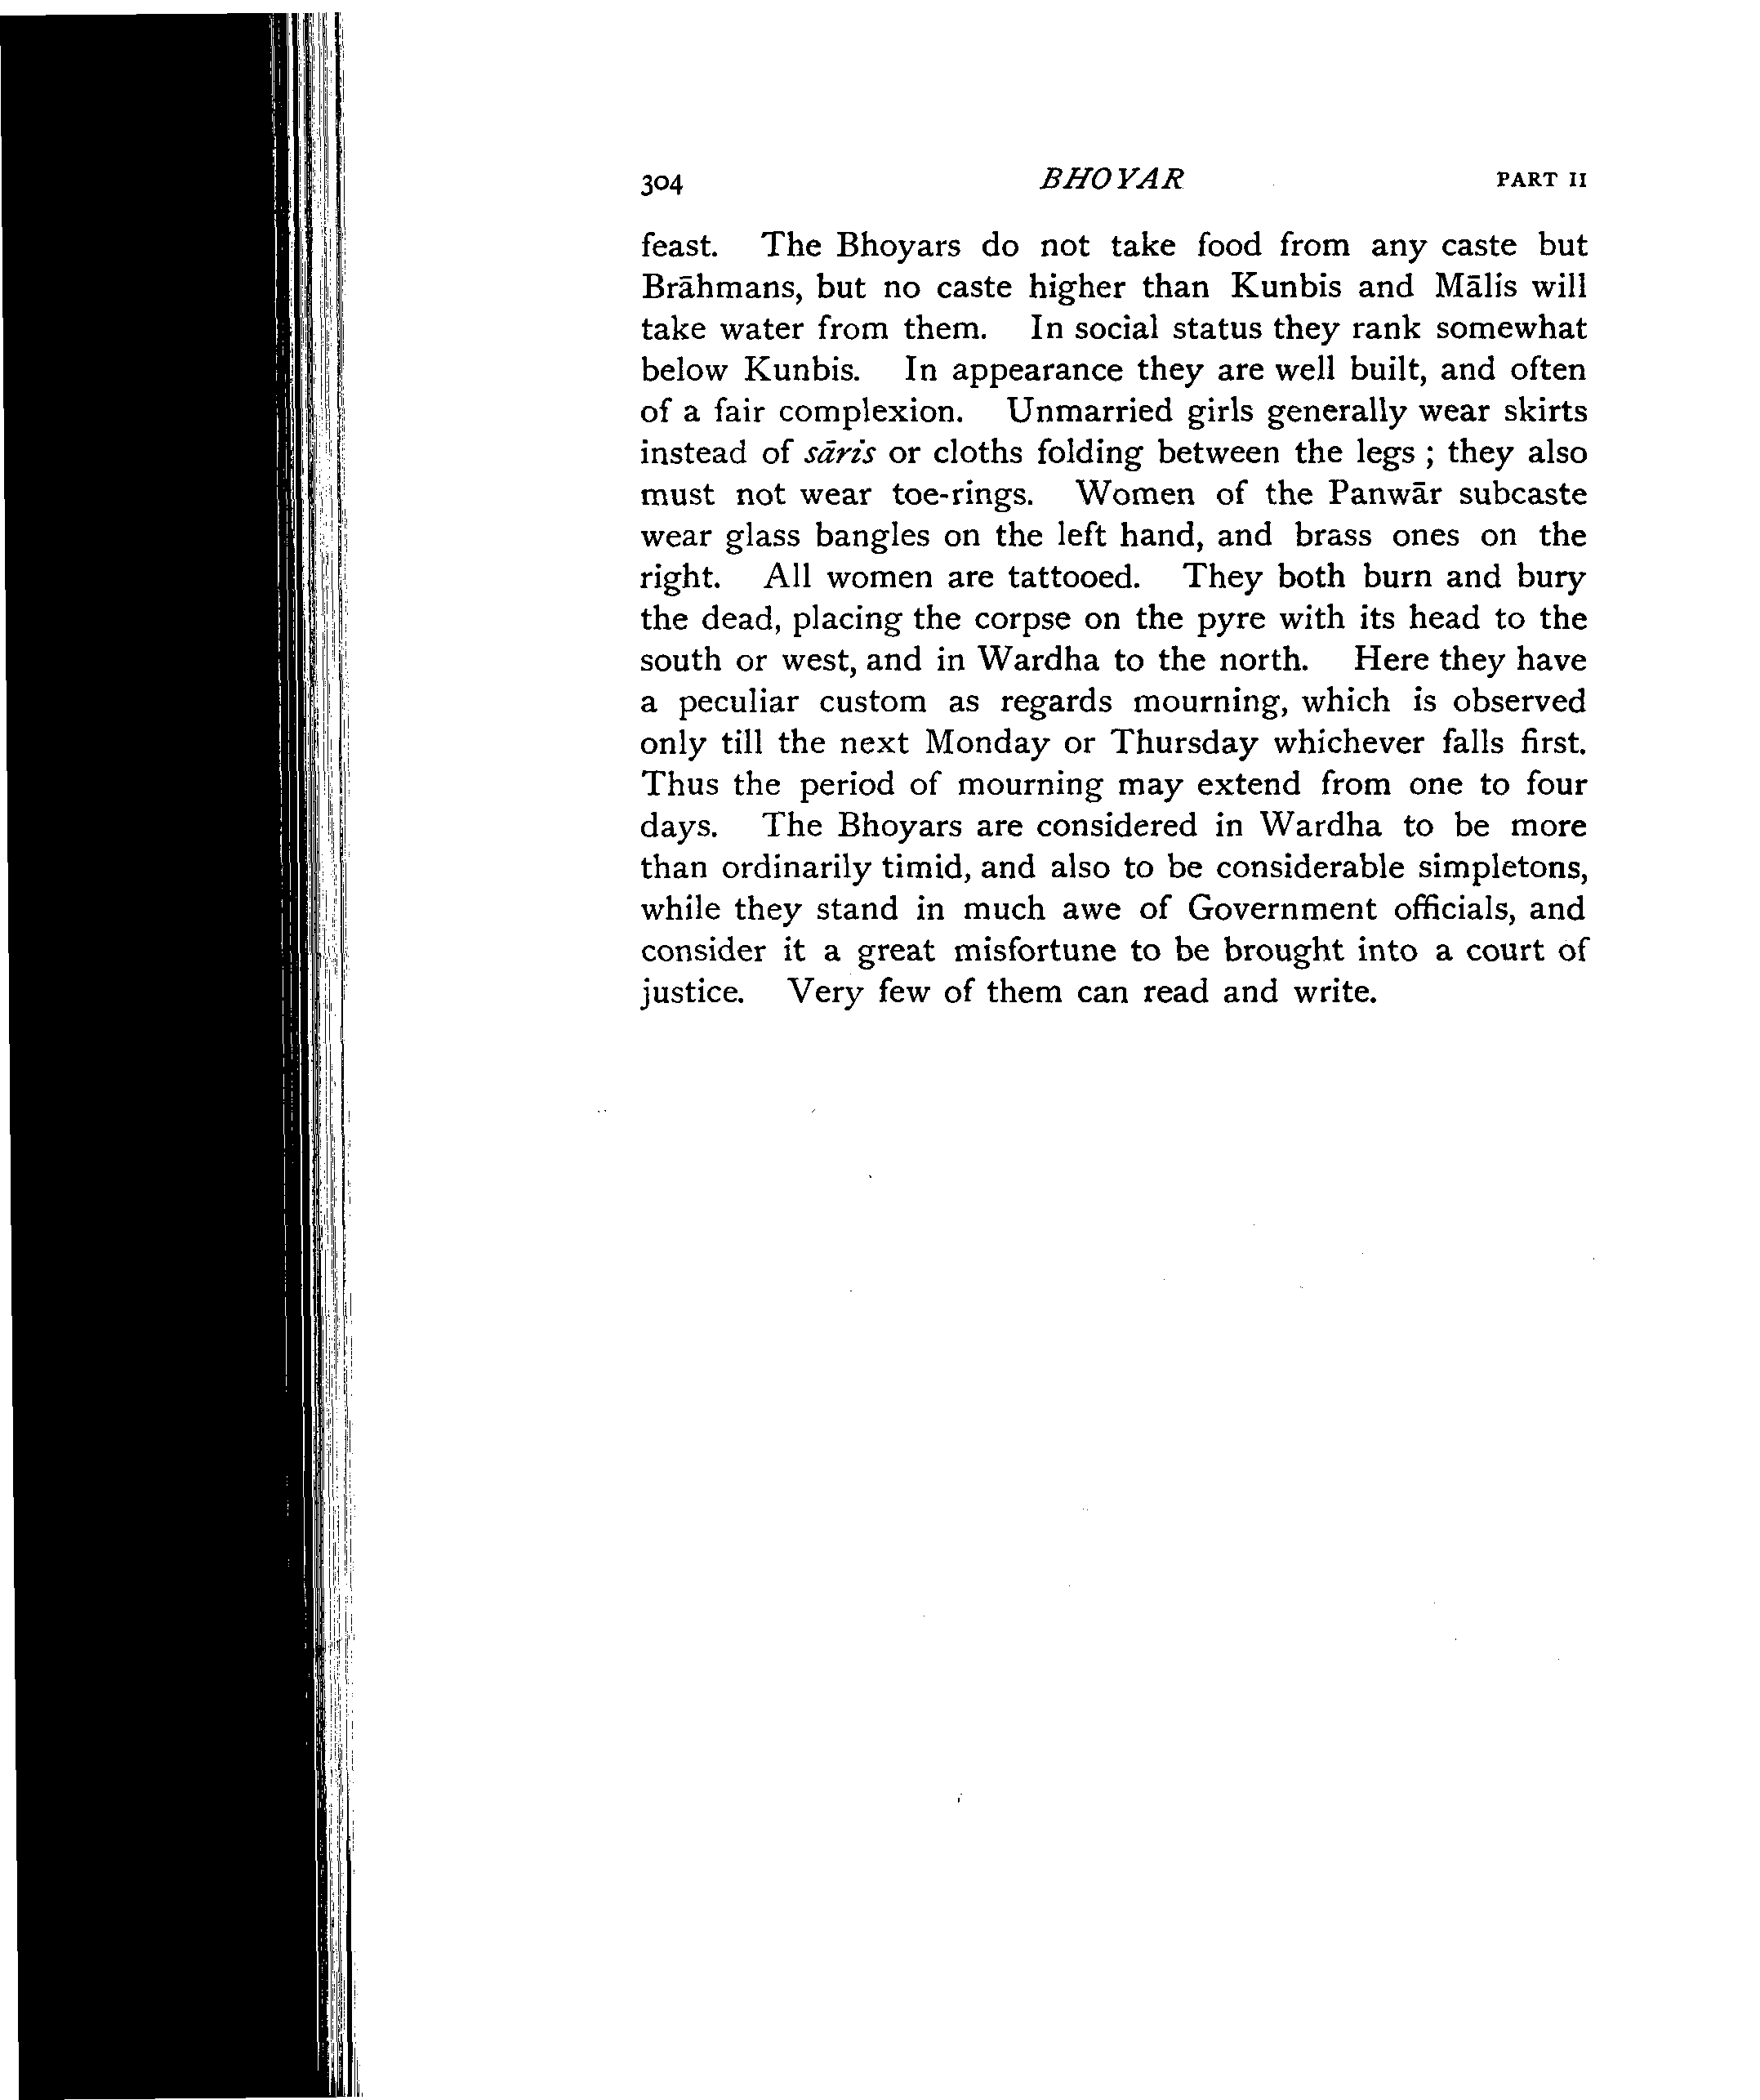 304 BHOYAR PART II
feast. The Bhoyars do not take food from any caste but
Brāhmans, but no caste higher than Kunbis and Mālis will
take water from them. In social status they rank somewhat
below Kunbis. In appearance they are well built, and often
of a fair complexion. Unmarried girls generally wear skirts
instead of sāris or cloths folding between the legs ; they also
must not wear toe-rings. Women of the Panwār subcaste
wear glass bangles on the left hand, and brass ones on the
right. All women are tattooed. They both burn and bury
the dead, placing the corpse on the pyre with its head to the
south or west, and in Wardha to the north. Here they have
a peculiar custom as regards mourning, which is observed
only till the next Monday or Thursday whichever falls first.
Thus the period of mourning may extend from one to four
days. The Bhoyars are considered in Wardha to be more
than ordinarily timid, and also to be considerable simpletons,
while they stand in much awe of Government officials, and
consider it a great misfortune to be brought into a court of
justice. Very few of them can read and write.